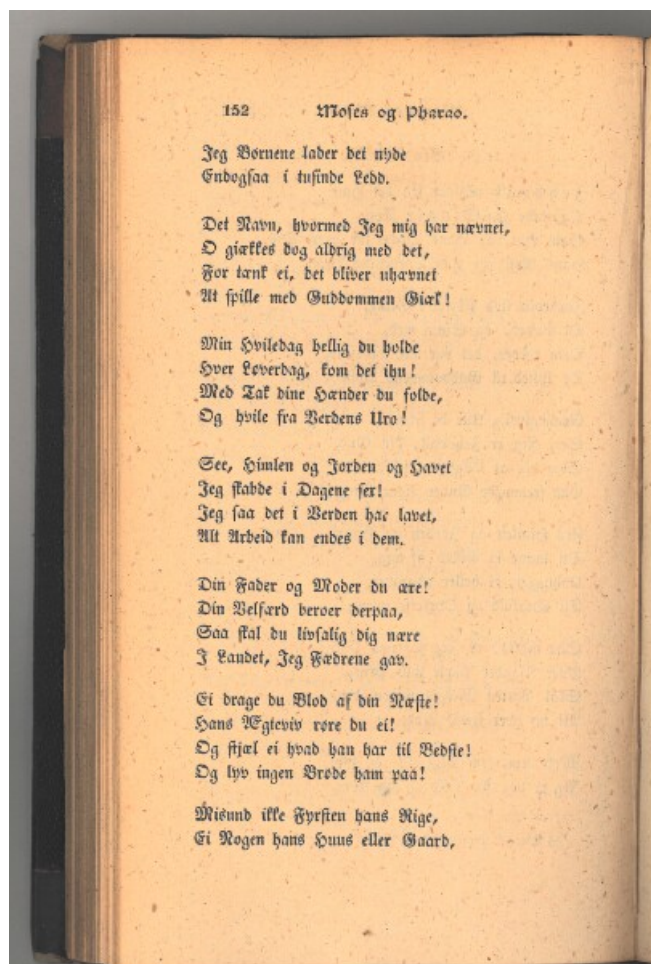 152 Moses og Pharao.
Jeg Børnene lader det nyde
Endogsaa i tusinde Ledd.
Det Navn, hvormed Jeg mig har nævnet,
O giækkes dog aldrig med det,
For tænk ei, det bliver uhævnet
At spille med Guddommen Giæk!
Min Hviledag hellig du holde
Hver Løverdag, kom det ihu!
Med Tak dine Hænder du folde,
Og hvile fra Verdens Uro!
See, Himlen og Jorden og Havet
Jeg skabde i Dagene sex!
Jeg saa det i Verden har lavet,
Alt Arbeid kan endes i dem.
Din Fader og Moder du ære!
Din Velfærd beroer derpaa,
Saa skal du livsalig dig nære
I Landet, Jeg Fædrene gav.
Ei drage du Blod af din Næste!
Hans Ægteviv røre du ei!
Og stjæl ei hvad han har til Bedste!
Og lyv ingen Brøde ham paa!
Misund ikke Fyrsten hans Rige,
Ei Nogen hans Huus eller Gaard,